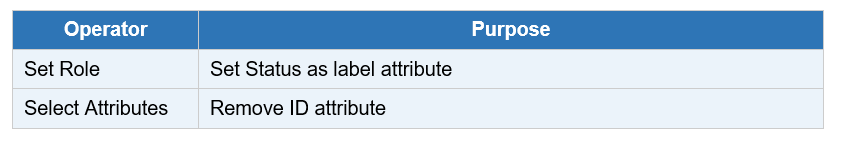 Operator Purpose
Set Role Set Status as label attribute
Select Attributes Remove ID attribute